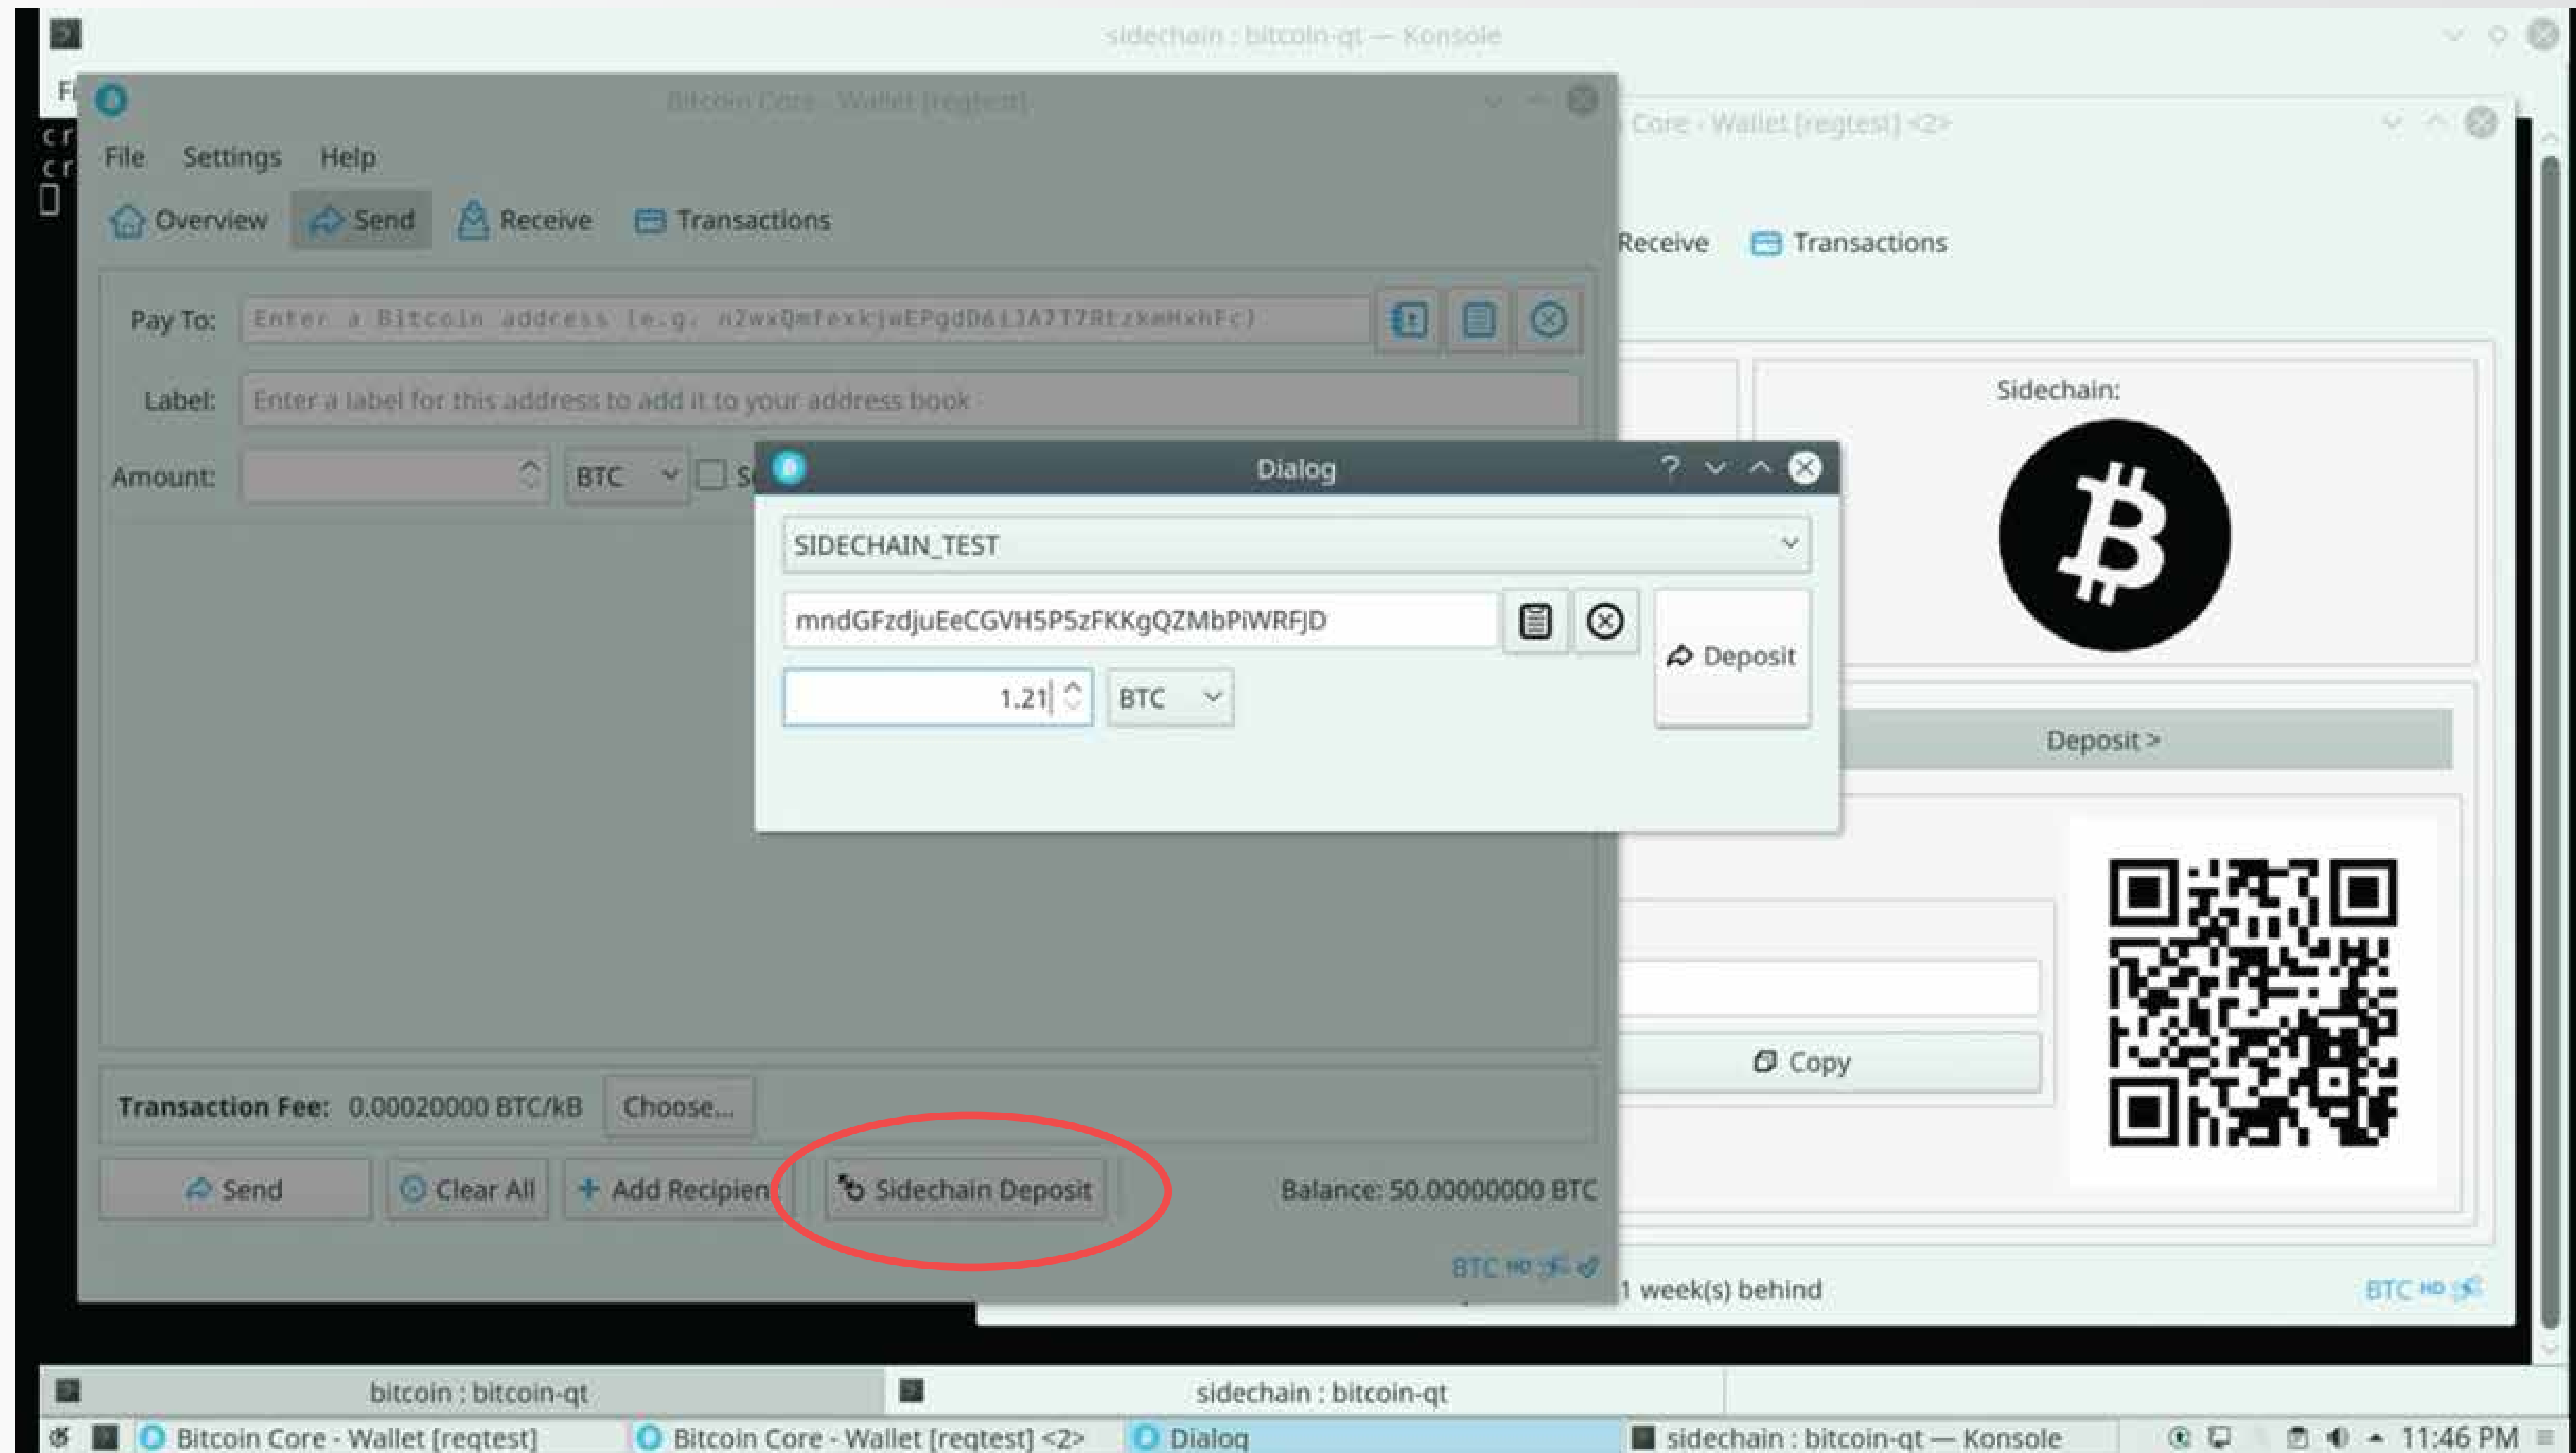 sidechain : bitcoin-qt — Konsole
Bitcoin Core - Wallet [regtest]
Core - Wallet [regtest] <2>
cr
cr
File Settings Help
Overview Send Receive Transactions
Receive Transactions
Pay To: Enter a Bitcoin address (e.g.
Label: Enter a label for this address to add it to your address book
Sidechain:
Amount: BTC
Dialog
SIDECHAIN_TEST
mndGFzdjuEeCGVH5P5zFKKgQZMbPiWRFJD
Deposit
1.21 BTC
Deposit >
Copy
Transaction Fee: 0.00020000 BTC/kB Choose...
Send Clear All Add Recipien Sidechain Deposit Balance: 50.00000000 BTC
BTC HD
1 week(s) behind
BTC HD
bitcoin : bitcoin-qt sidechain : bitcoin-qt
Bitcoin Core - Wallet [regtest] Bitcoin Core - Wallet [regtest] <2> Dialog sidechain : bitcoin-qt — Konsole 11:46 PM